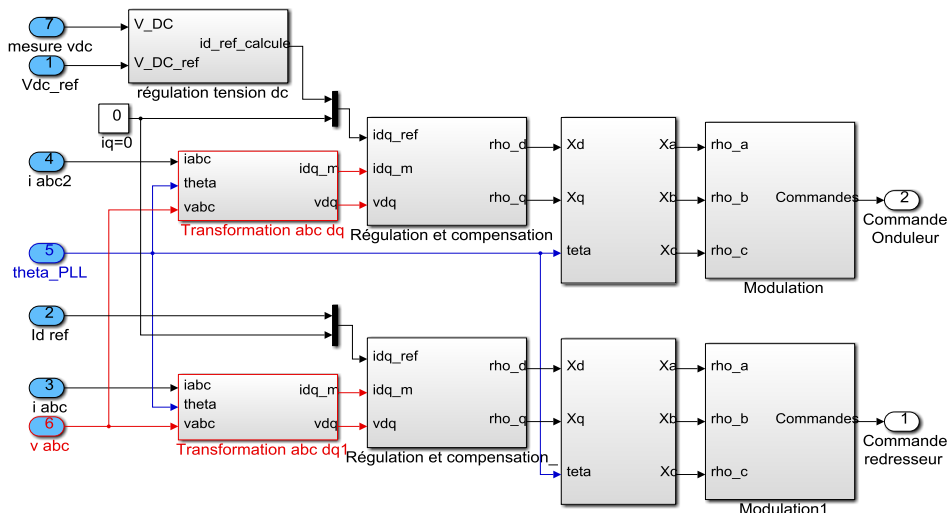 7
mesure vdc
1
Vdc_ref
V_DC
V_DC_ref
id_ref_calcule
régulation tension dc
0
iq=0
4
i abc2
iabc
theta
vabc
idq_m
vdq
Transformation abc dq
idq_ref
idq_m
vdq
rho_d
rho_q
Régulation et compensation
Xd
Xq
teta
Xa
Xb
Xc
rho_a
rho_b
rho_c
Commandes
Modulation
2
Commande
Onduleur
5
theta_PLL
2
Id ref
3
i abc
6
v abc
iabc
theta
vabc
idq_m
vdq
Transformation abc dq1
idq_ref
idq_m
vdq
rho_d
rho_q
Régulation et compensation_
Xd
Xq
teta
Xa
Xb
Xc
rho_a
rho_b
rho_c
Commandes
Modulation1
1
Commande
redresseur